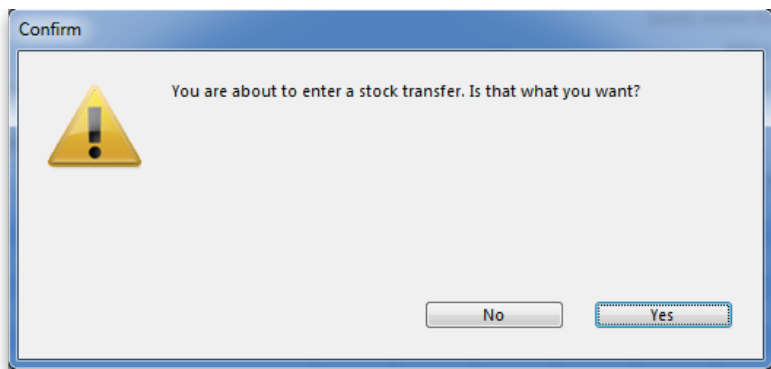 Confirm
You are about to enter a stock transfer. Is that what you want?
No
Yes